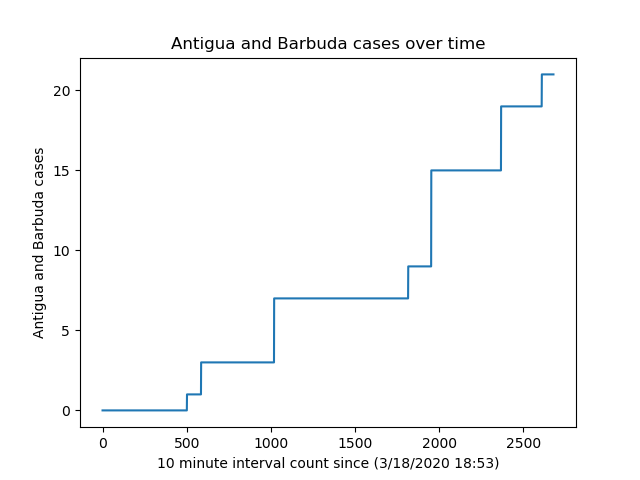 Antigua and Barbuda cases over time
Antigua and Barbuda cases
20
15
10
5
0
0 500 1000 1500 2000 2500
10 minute interval count since (3/18/2020 18:53)